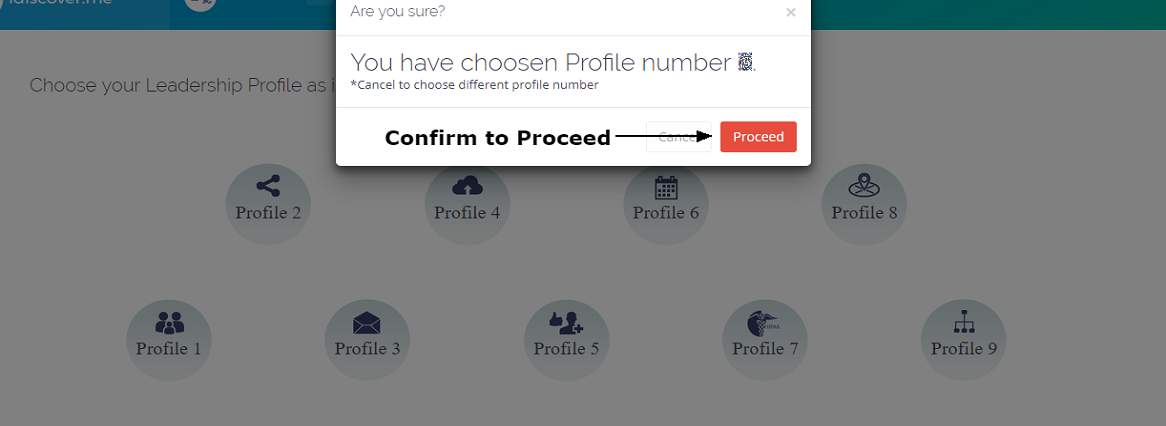 idiscover.me
Are you sure?
×
You have choosen Profile number
*Cancel to choose different profile number
Choose your Leadership Profile as i
Confirm to Proceed
Cancel
Proceed
Profile 2
Profile 4
Profile 6
Profile 8
HIPAA
Profile 1
Profile 3
Profile 5
Profile 7
Profile 9